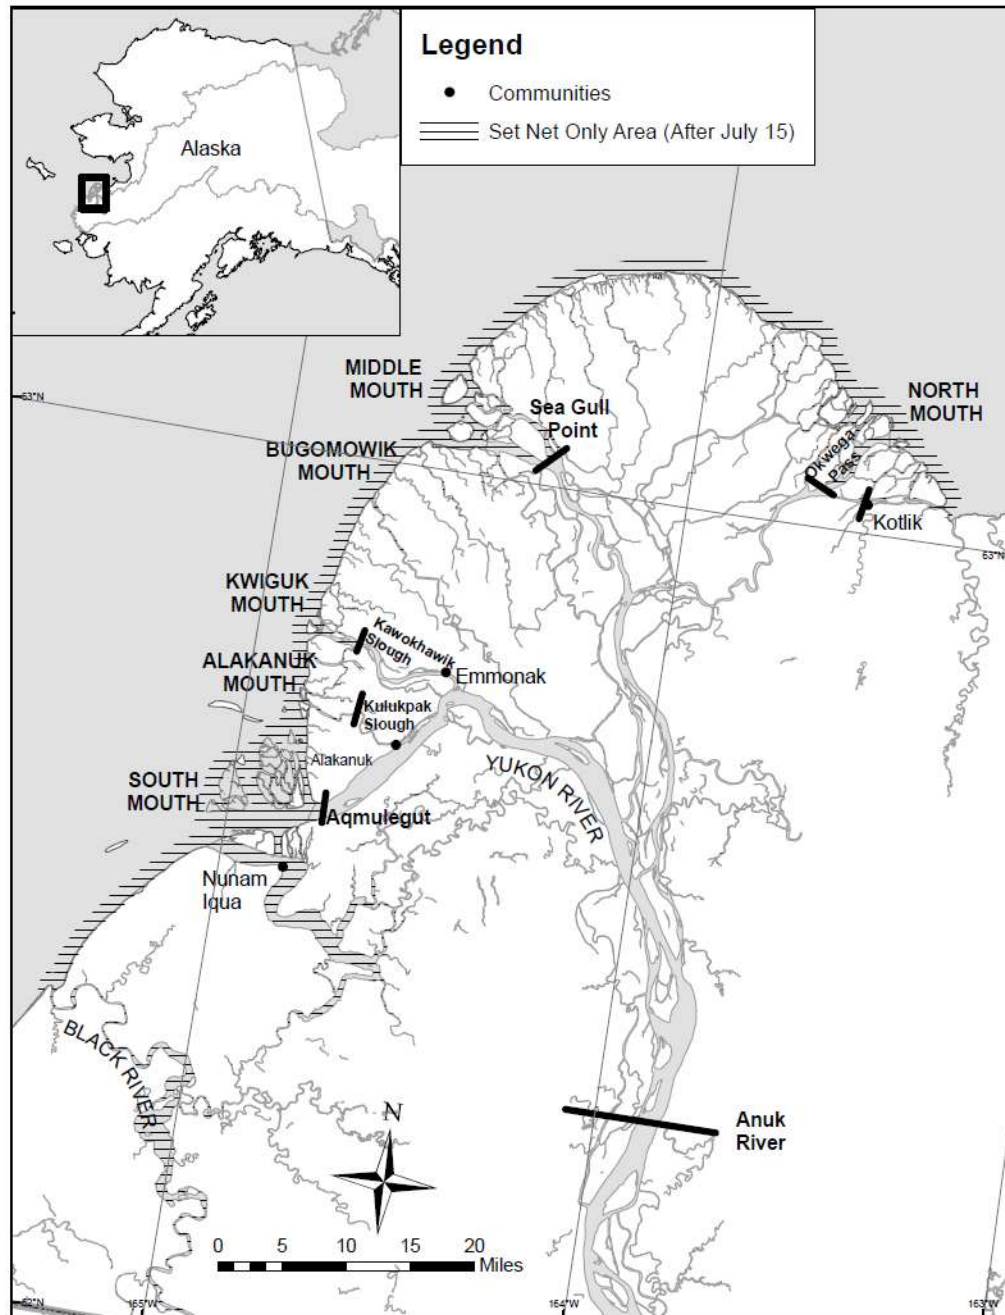 Legend
Communities
Set Net Only Area (After July 15)
Alaska
MIDDLE
MOUTH
63°N
Sea Gull
Point
NORTH
MOUTH
BUGOMOWIK
MOUTH
Okwega
Pass
Kotlik
63°N
KWIGUK
MOUTH
Kawokhawik
Slough
ALAKANUK
MOUTH
Emmonak
Kulukpak
Slough
Alakanuk
YUKON RIVER
SOUTH
MOUTH
Aqmulegut
Nunam
Iqua
BLACK RIVER
Anuk
River
N
0 5 10 15 20
Miles
62°N
165°W
164°W
163°W